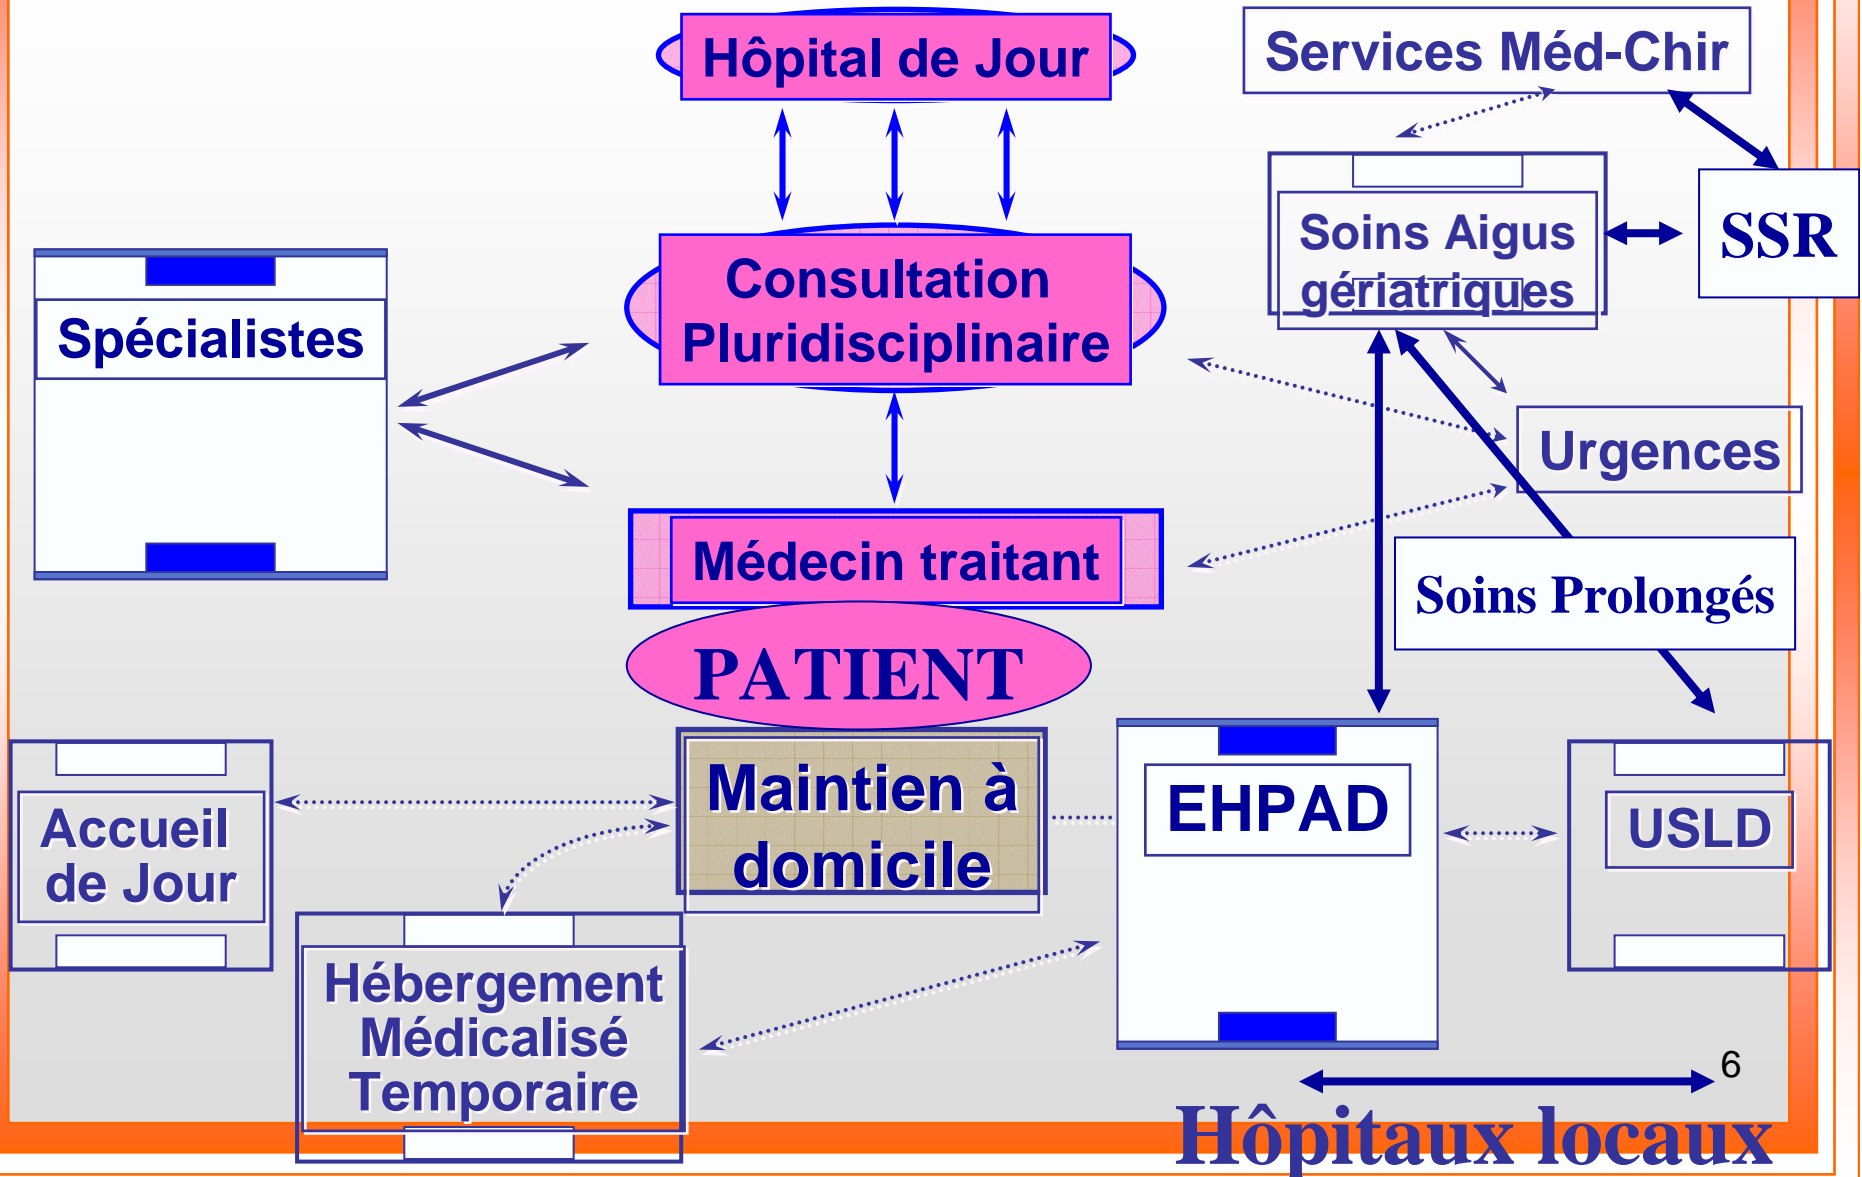 Hôpital de Jour
Services Méd-Chir
Soins Aigus
gériatriques
SSR
Consultation
Pluridisciplinaire
Spécialistes
Urgences
Médecin traitant
Soins Prolongés
PATIENT
Maintien à
domicile
EHPAD
USLD
Accueil
de Jour
Hébergement
Médicalisé
Temporaire
6
Hôpitaux locaux